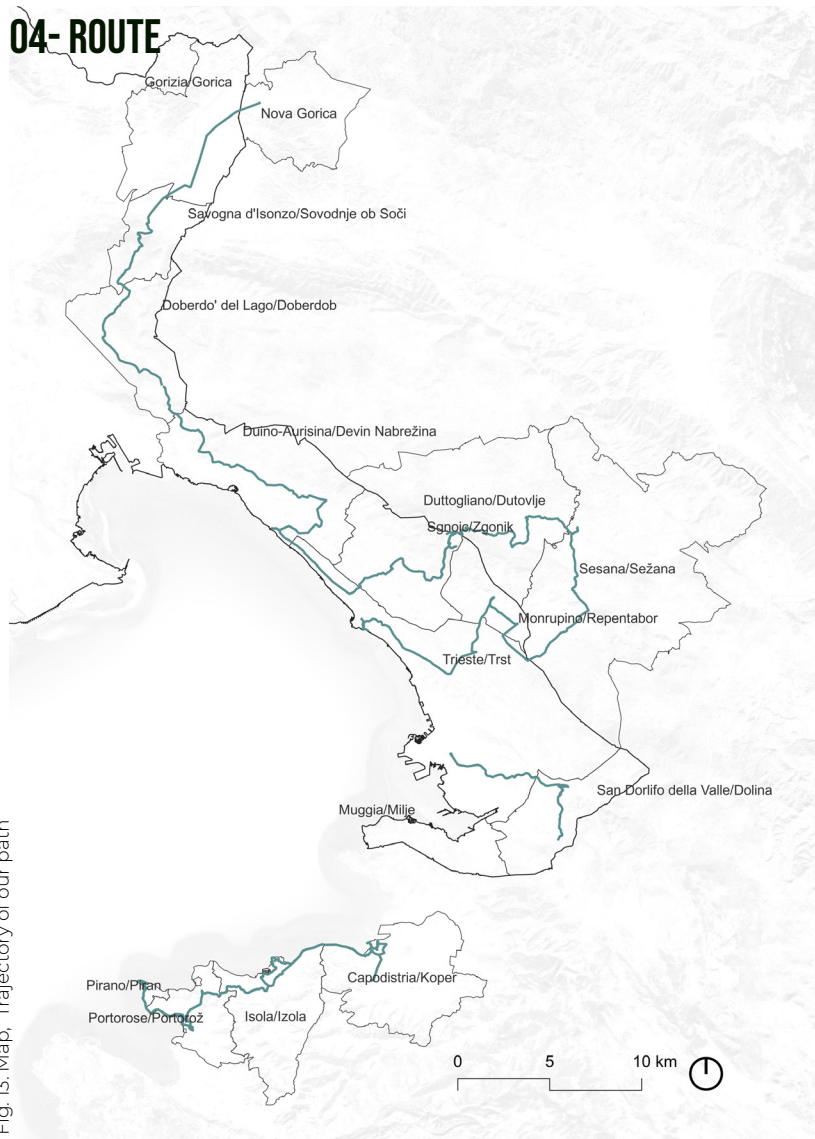 04- ROUTE
Gorizia/Gorica
Nova Gorica
Savogna d'Isonzo/Sovodnje ob Soči
Doberdo' del Lago/Doberdob
Duino-Aurisina/Devin Nabrežina
Duttogliano/Dutovlje
Sgnoic/Zgonik
Sesana/Sežana
Monrupino/Repentabor
Trieste/Trst
San Dorlifo della Valle/Dolina
Muggia/Milje
Capodistria/Koper
Pirano/Piran
Portorose/Portorož
Isola/Izola
0 5 10 km
Fig. 13. Map, Trajectory of our path